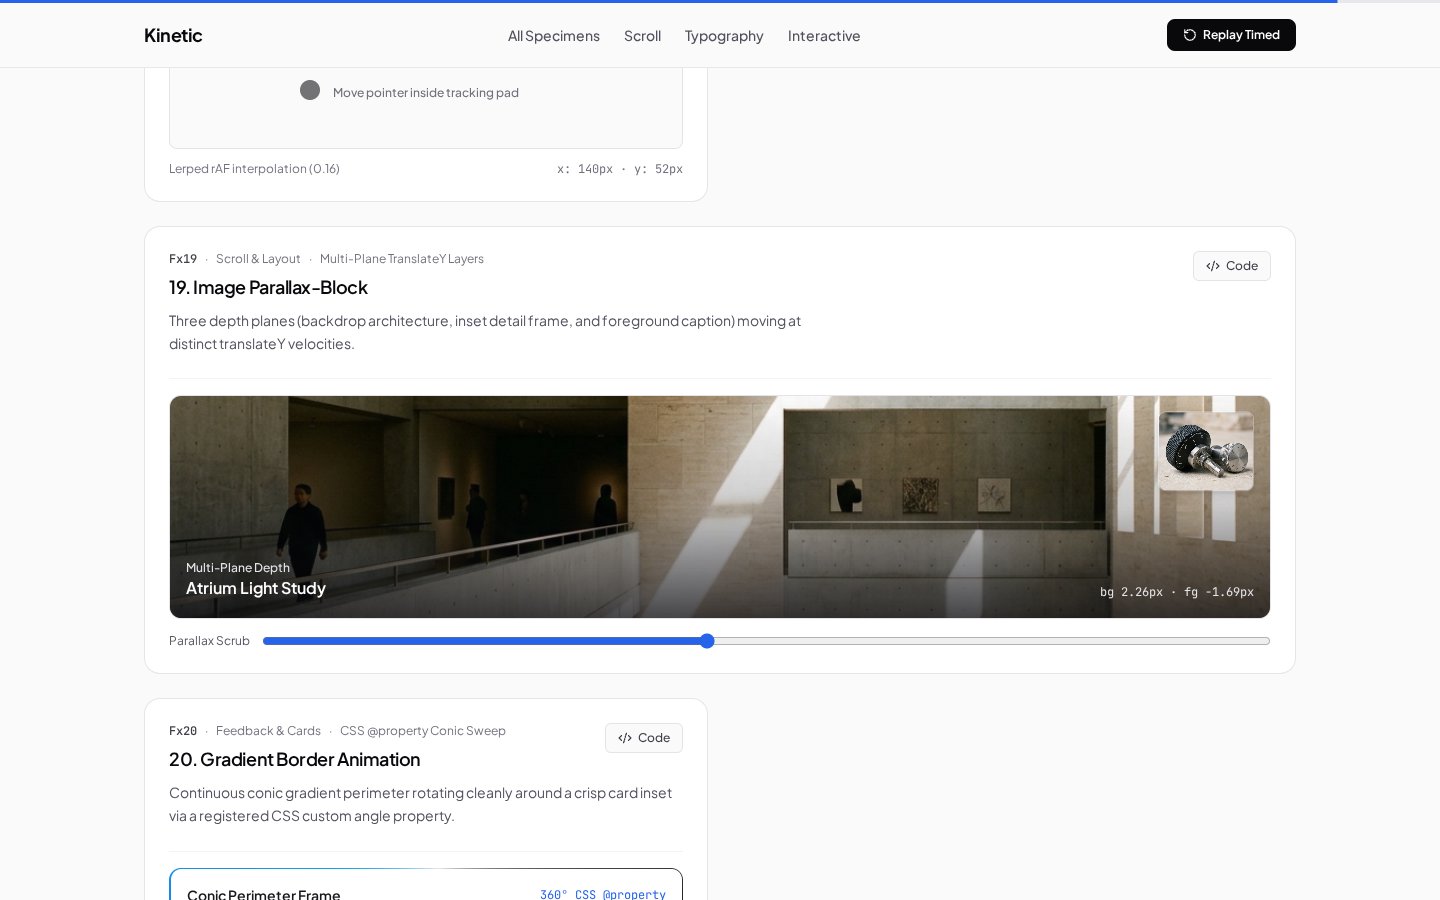 Kinetic
All Specimens
Scroll
Typography
Interactive
Replay Timed
Move pointer inside tracking pad
Lerped rAF interpolation (0.16)
x: 140px · y: 52px
Fx19 · Scroll & Layout · Multi-Plane TranslateY Layers
Code
19. Image Parallax-Block
Three depth planes (backdrop architecture, inset detail frame, and foreground caption) moving at
distinct translateY velocities.
Multi-Plane Depth
Atrium Light Study
bg 2.26px · fg -1.69px
Parallax Scrub
Fx20 · Feedback & Cards · CSS @property Conic Sweep
Code
20. Gradient Border Animation
Continuous conic gradient perimeter rotating cleanly around a crisp card inset
via a registered CSS custom angle property.
Conic Perimeter Frame
360° CSS @property